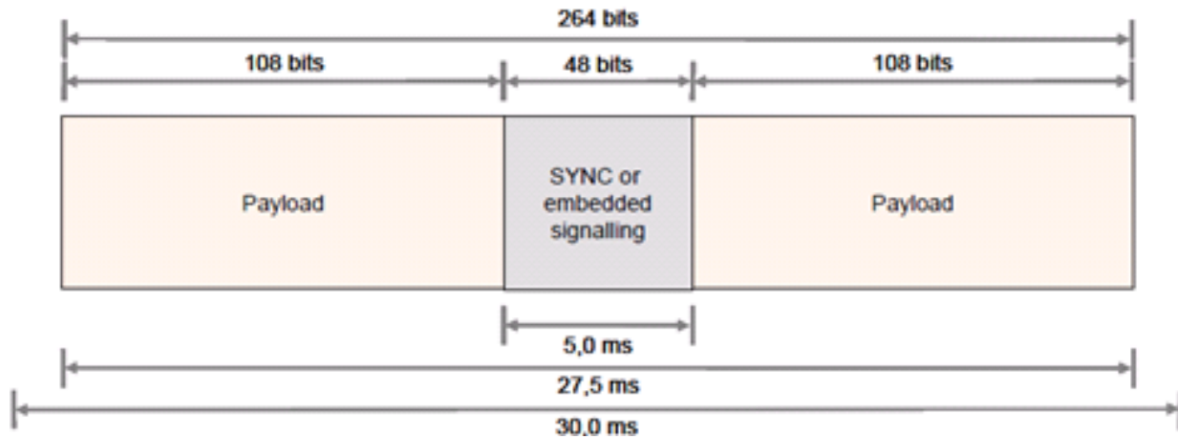 264 bits
108 bits
48 bits
108 bits
Payload
SYNC or
embedded
signalling
Payload
5,0 ms
27,5 ms
30,0 ms